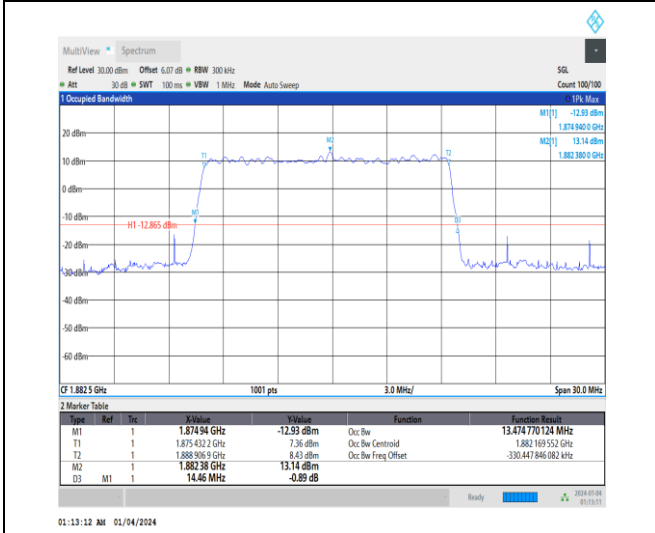 MultiView Spectrum
Ref Level 30.00 dBm Offset 6.07 dB RBW 300 kHz SGL
Att 30 dB SWT 100 ms VBW 1 MHz Mode Auto Sweep Count 100/100
1 Occupied Bandwidth 1Pk Max
M1[1] -12.93 dBm
1.874 940 0 GHz
M2[1] 13.14 dBm
1.882 380 0 GHz
20 dBm
M2
T1
T2
10 dBm
0 dBm
-10 dBm
M1
D3
H1 -12.865 dBm
-20 dBm
-30 dBm
-40 dBm
-50 dBm
-60 dBm
CF 1.882 5 GHz 1001 pts 3.0 MHz/ Span 30.0 MHz
2 Marker Table
Type Ref Trc X-Value Y-Value Function Function Result
M1 1 1.874 94 GHz -12.93 dBm Occ Bw 13.474 770 124 MHz
T1 1 1.875 432 2 GHz 7.36 dBm Occ Bw Centroid 1.882 169 552 GHz
T2 1 1.888 906 9 GHz 8.43 dBm Occ Bw Freq Offset -330.447 846 082 kHz
M2 1 1.882 38 GHz 13.14 dBm
D3 M1 1 14.46 MHz -0.89 dB
Ready 2024-01-04
01:13:11
01:13:12 AM 01/04/2024